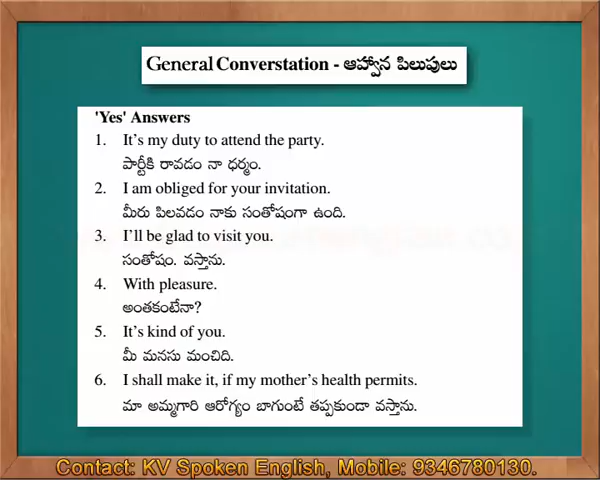 General Converstation - ఆహ్వాన పిలుపులు
'Yes' Answers
1. It's my duty to attend the party.
పార్టీకి రావడం నా ధర్మం.
2. I am obliged for your invitation.
మీరు పిలవడం నాకు సంతోషంగా ఉంది.
3. I'll be glad to visit you.
సంతోషం. వస్తాను.
4. With pleasure.
అంతకంటేనా?
5. It's kind of you.
మీ మనసు మంచిది.
6. I shall make it, if my mother's health permits.
మా అమ్మగారి ఆరోగ్యం బాగుంటే తప్పకుండా వస్తాను.
Contact: KV Spoken English, Mobile: 9346780130.